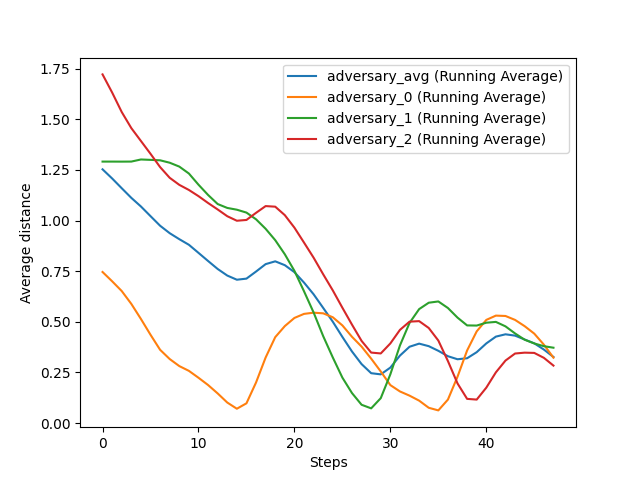 adversary_avg (Running Average)
adversary_0 (Running Average)
adversary_1 (Running Average)
adversary_2 (Running Average)
Average distance
1.75
1.50
1.25
1.00
0.75
0.50
0.25
0.00
0 10 20 30 40
Steps